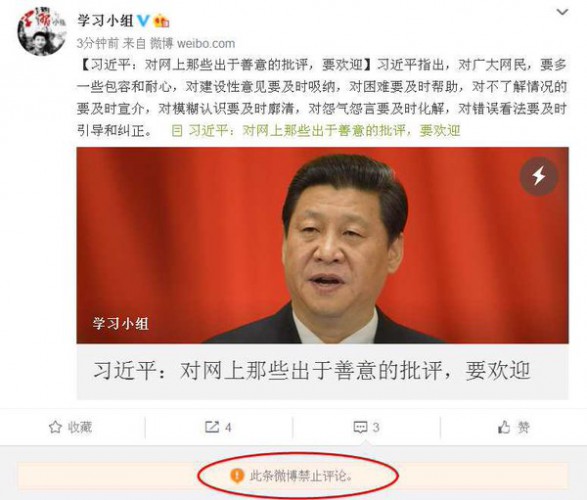 学习小组
3分钟前 来自 微博 weibo.com
【习近平:对网上那些出于善意的批评,要欢迎】习近平指出,对广大网民,要多
一些包容和耐心,对建设性意见要及时吸纳,对困难要及时帮助,对不了解情况的
要及时宣介,对模糊认识要及时廓清,对怨气怨言要及时化解,对错误看法要及时
引导和纠正。 习近平:对网上那些出于善意的批评,要欢迎
学习小组
习近平:对网上那些出于善意的批评,要欢迎
收藏 4 3 赞
此条微博禁止评论。